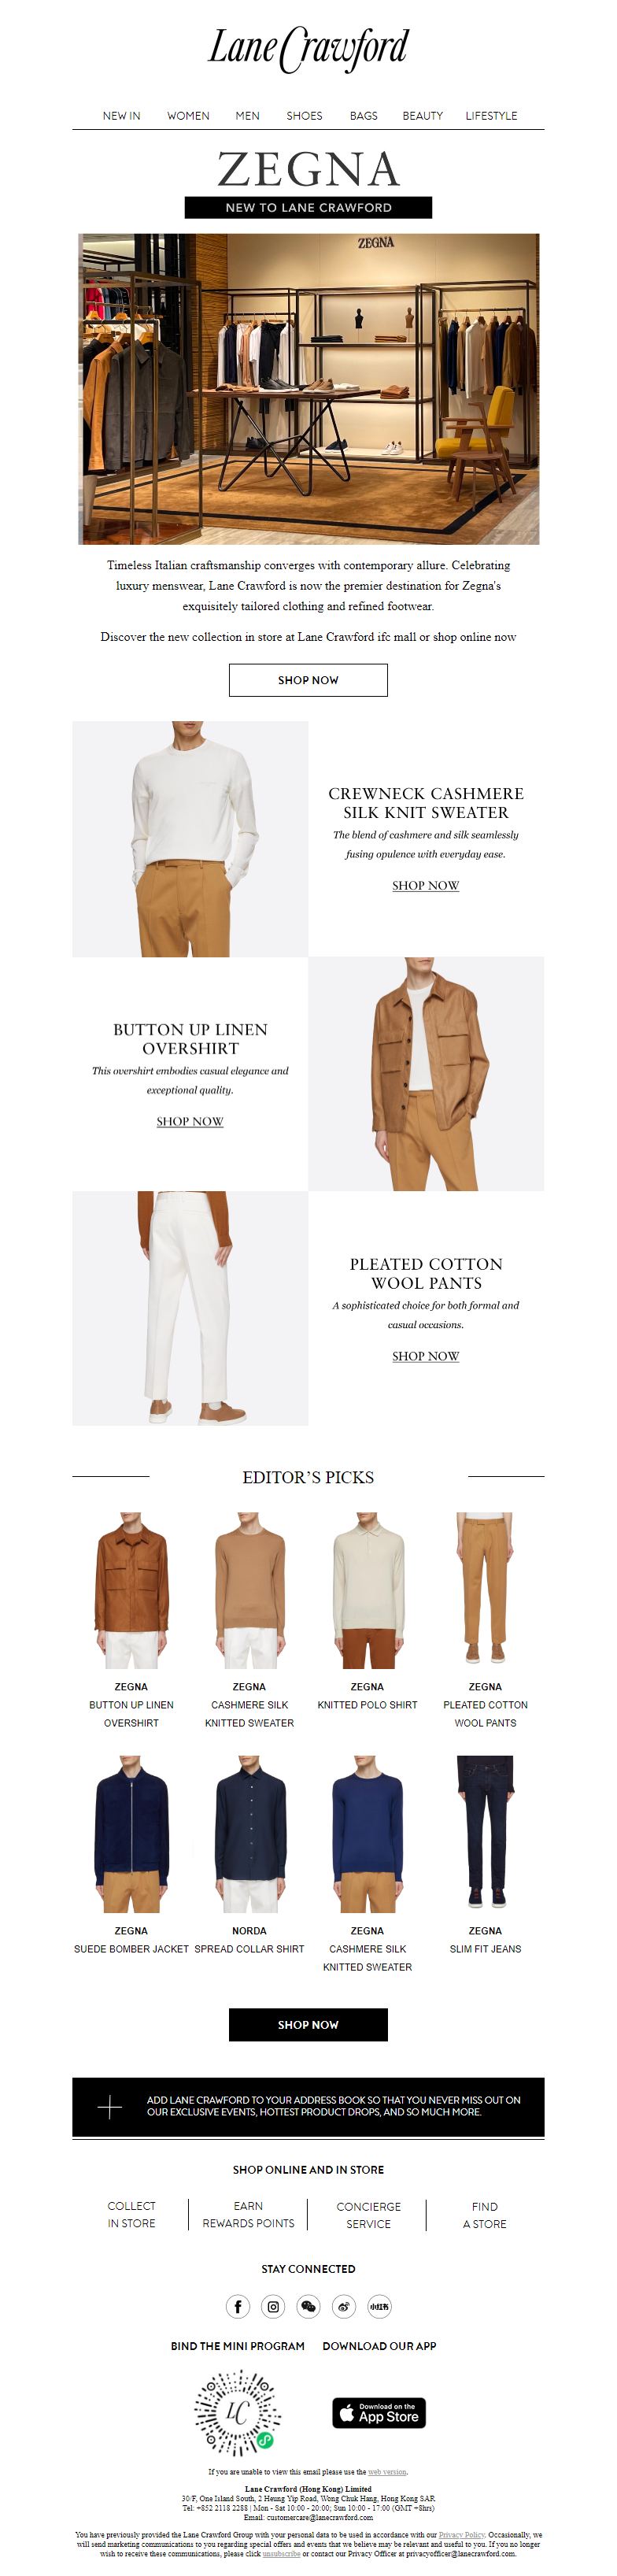 Lane Crawford
NEW IN WOMEN MEN SHOES BAGS BEAUTY LIFESTYLE
ZEGNA
NEW TO LANE CRAWFORD
ZEGNA
Timeless Italian craftsmanship converges with contemporary allure. Celebrating
luxury menswear, Lane Crawford is now the premier destination for Zegna's
exquisitely tailored clothing and refined footwear.
Discover the new collection in store at Lane Crawford ifc mall or shop online now
SHOP NOW
CREWNECK CASHMERE
SILK KNIT SWEATER
The blend of cashmere and silk seamlessly
fusing opulence with everyday ease.
SHOP NOW
BUTTON UP LINEN
OVERSHIRT
This overshirt embodies casual elegance and
exceptional quality.
SHOP NOW
PLEATED COTTON
WOOL PANTS
A sophisticated choice for both formal and
casual occasions.
SHOP NOW
EDITOR'S PICKS
ZEGNA
BUTTON UP LINEN
OVERSHIRT
ZEGNA
CASHMERE SILK
KNITTED SWEATER
ZEGNA
KNITTED POLO SHIRT
ZEGNA
PLEATED COTTON
WOOL PANTS
ZEGNA
SUEDE BOMBER JACKET
NORDA
SPREAD COLLAR SHIRT
ZEGNA
CASHMERE SILK
KNITTED SWEATER
ZEGNA
SLIM FIT JEANS
SHOP NOW
ADD LANE CRAWFORD TO YOUR ADDRESS BOOK SO THAT YOU NEVER MISS OUT ON
OUR EXCLUSIVE EVENTS, HOTTEST PRODUCT DROPS, AND SO MUCH MORE.
SHOP ONLINE AND IN STORE
COLLECT
IN STORE
EARN
REWARDS POINTS
CONCIERGE
SERVICE
FIND
A STORE
STAY CONNECTED
小红书
BIND THE MINI PROGRAM
DOWNLOAD OUR APP
LC
Download on the
App Store
If you are unable to view this email please use the web version.
Lane Crawford (Hong Kong) Limited
30/F, One Island South, 2 Heung Yip Road, Wong Chuk Hang, Hong Kong SAR
Tel: +852 2118 2288 | Mon - Sat 10:00 - 20:00; Sun 10:00 - 17:00 (GMT +8hrs)
Email: customercare@lanecrawford.com
You have previously provided the Lane Crawford Group with your personal data to be used in accordance with our Privacy Policy. Occasionally, we
will send marketing communications to you regarding special offers and events that we believe may be relevant and useful to you. If you no longer
wish to receive these communications, please click unsubscribe or contact our Privacy Officer at privacyofficer@lanecrawford.com.